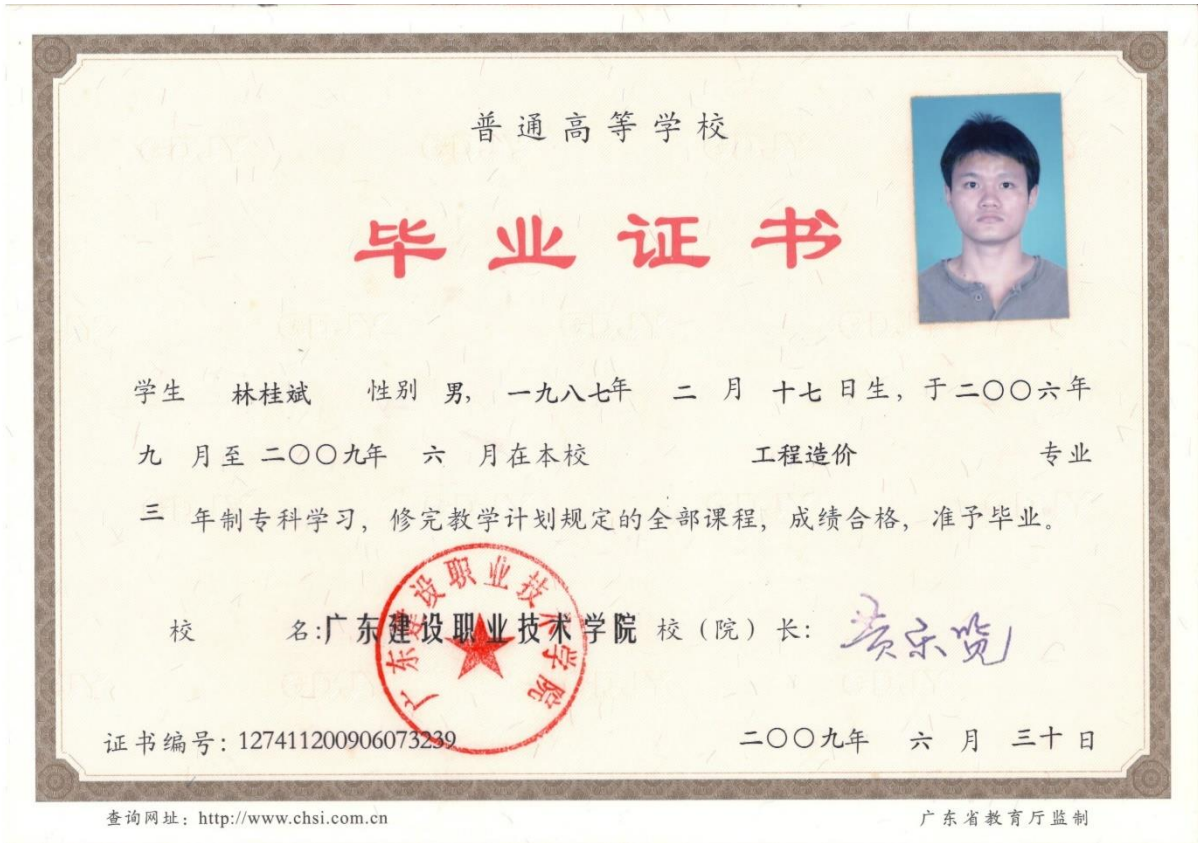 普通高等学校
毕业证书
学生 林桂斌 性别 男, 一九八七年 二 月 十七 日生, 于二〇〇六年
九 月至 二〇〇九年 六 月在本校 工程造价 专业
三 年制专科学习, 修完教学计划规定的全部课程, 成绩合格, 准予毕业。
校 名:广东建设职业技术学院 校(院)长:
广东建设职业技术学院
证书编号: 127411200906073239 二〇〇九年 六 月 三十 日
查询网址: http://www.chsi.com.cn 广东省教育厅监制